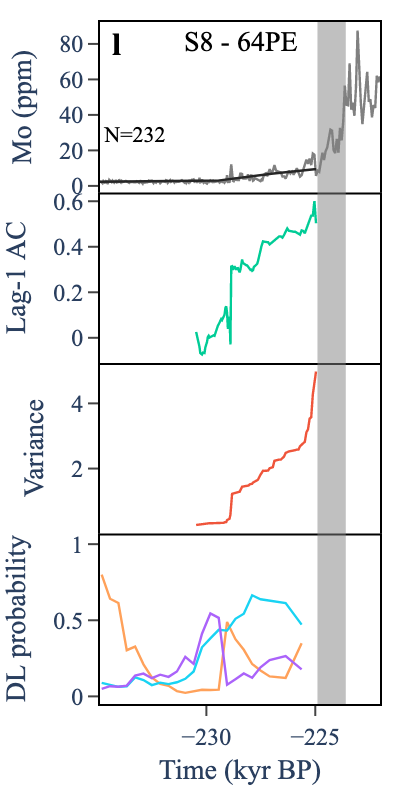 l
S8 - 64PE
N=232
Mo (ppm)
80
60
40
20
0
Lag-1 AC
0.6
0.4
0.2
0
Variance
4
2
DL probability
1
0.5
0
−230
−225
Time (kyr BP)